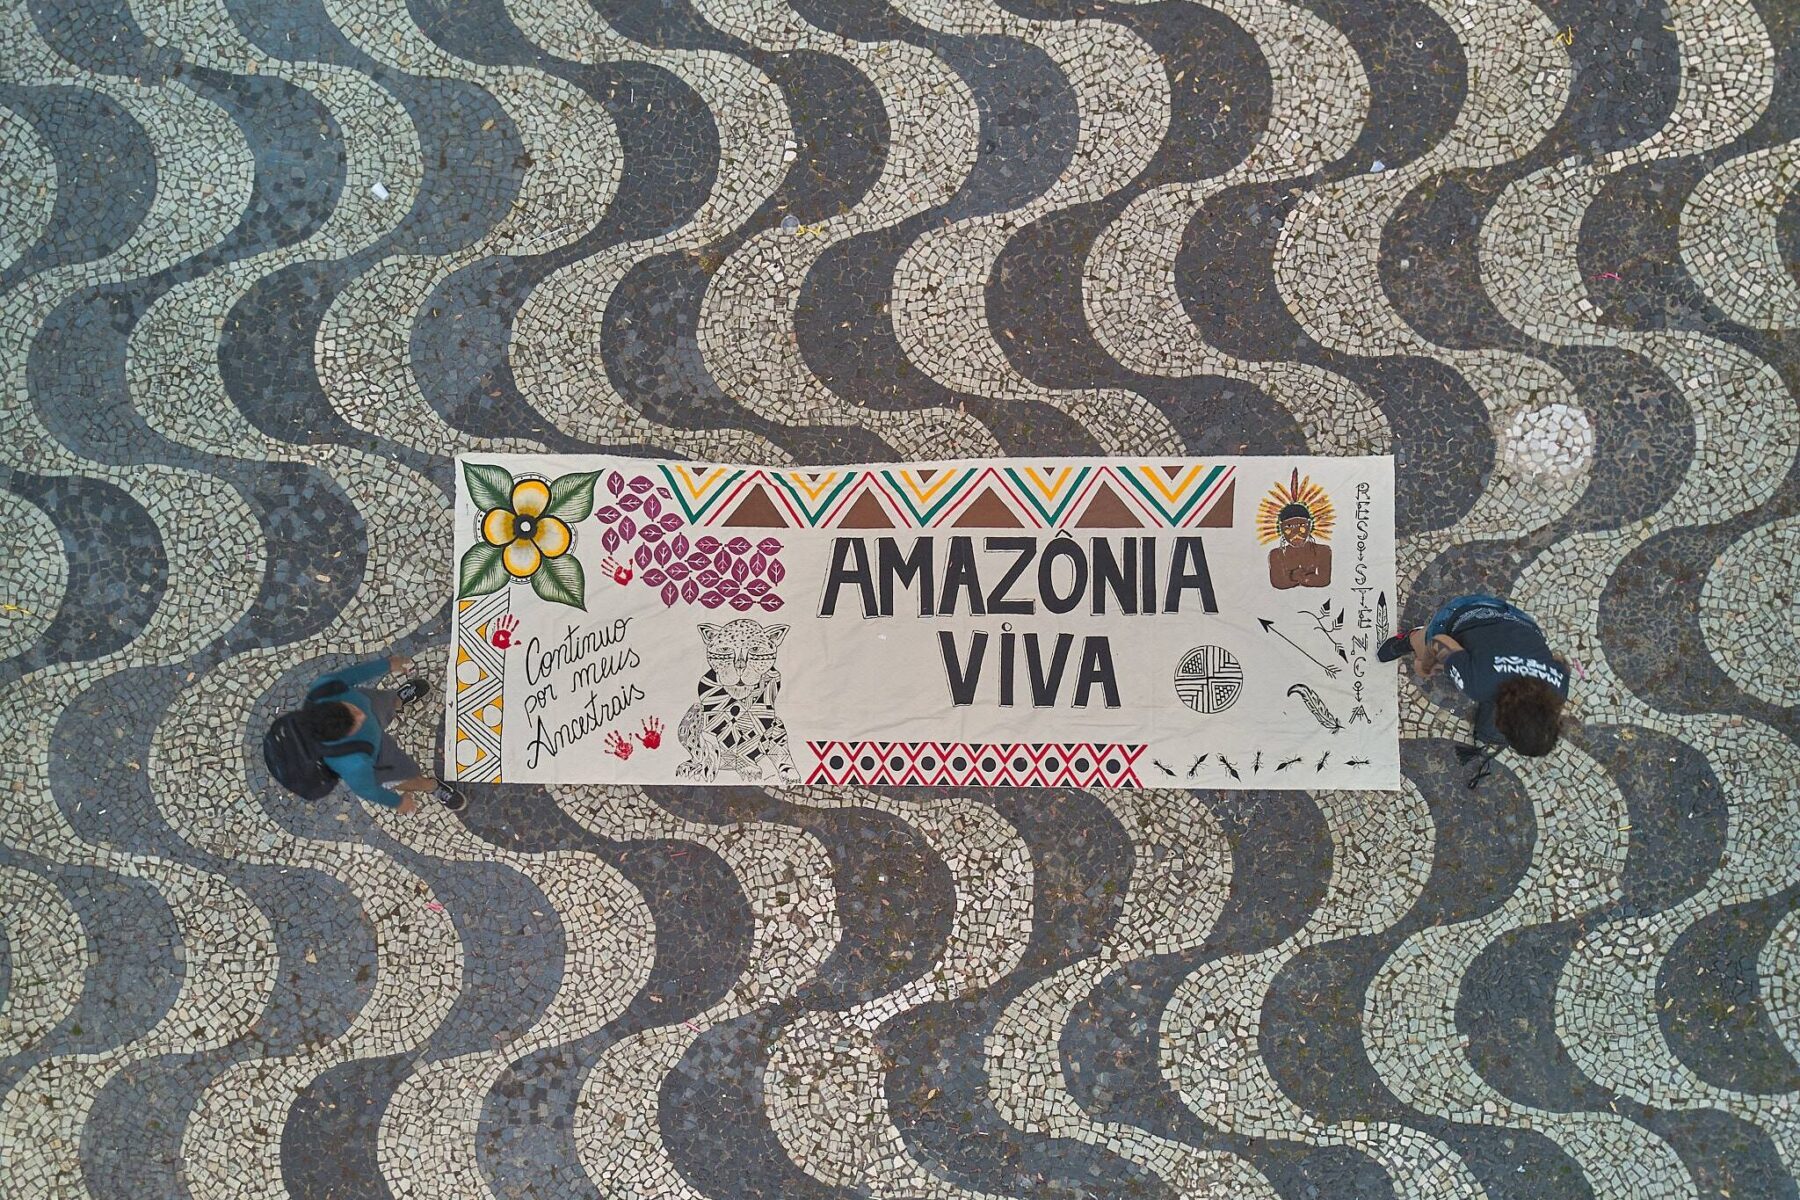 AMAZÔNIA
VIVA
Continuo
por meus
Ancestrais
RESISTÊNCIA